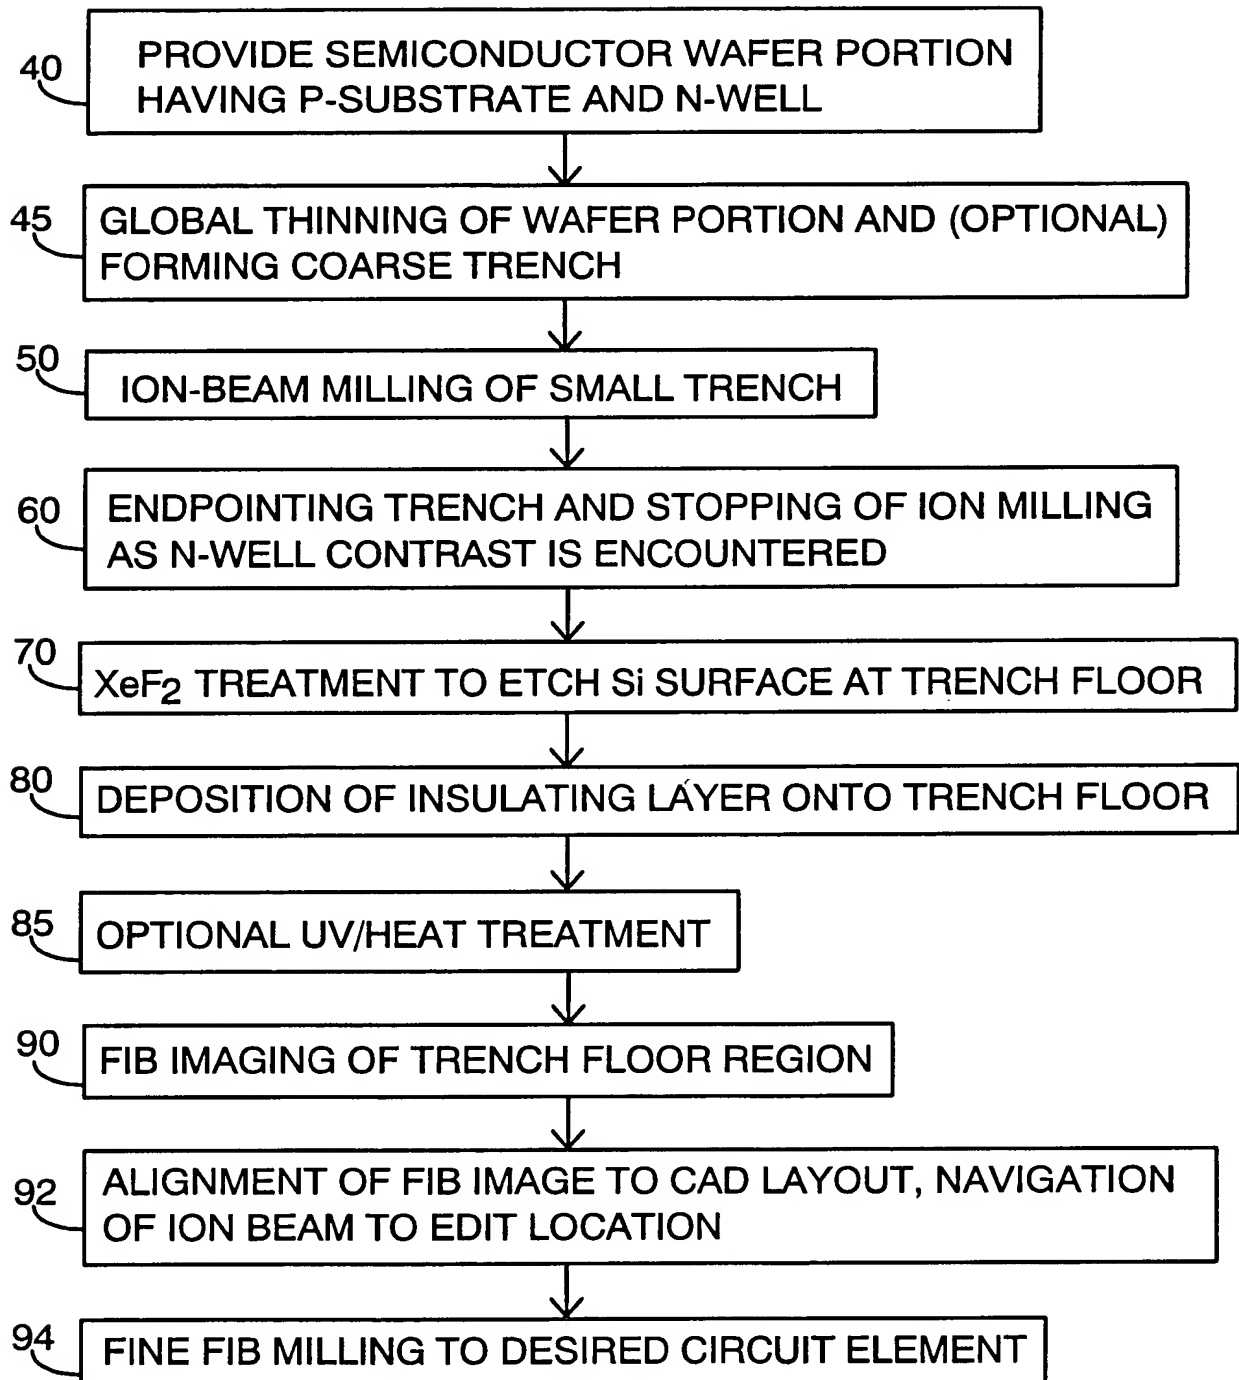 40
PROVIDE SEMICONDUCTOR WAFER PORTION
HAVING P-SUBSTRATE AND N-WELL
45
GLOBAL THINNING OF WAFER PORTION AND (OPTIONAL)
FORMING COARSE TRENCH
50
ION-BEAM MILLING OF SMALL TRENCH
60
ENDPOINTING TRENCH AND STOPPING OF ION MILLING
AS N-WELL CONTRAST IS ENCOUNTERED
70
XeF2 TREATMENT TO ETCH Si SURFACE AT TRENCH FLOOR
80
DEPOSITION OF INSULATING LAYER ONTO TRENCH FLOOR
85
OPTIONAL UV/HEAT TREATMENT
90
FIB IMAGING OF TRENCH FLOOR REGION
92
ALIGNMENT OF FIB IMAGE TO CAD LAYOUT, NAVIGATION
OF ION BEAM TO EDIT LOCATION
94
FINE FIB MILLING TO DESIRED CIRCUIT ELEMENT